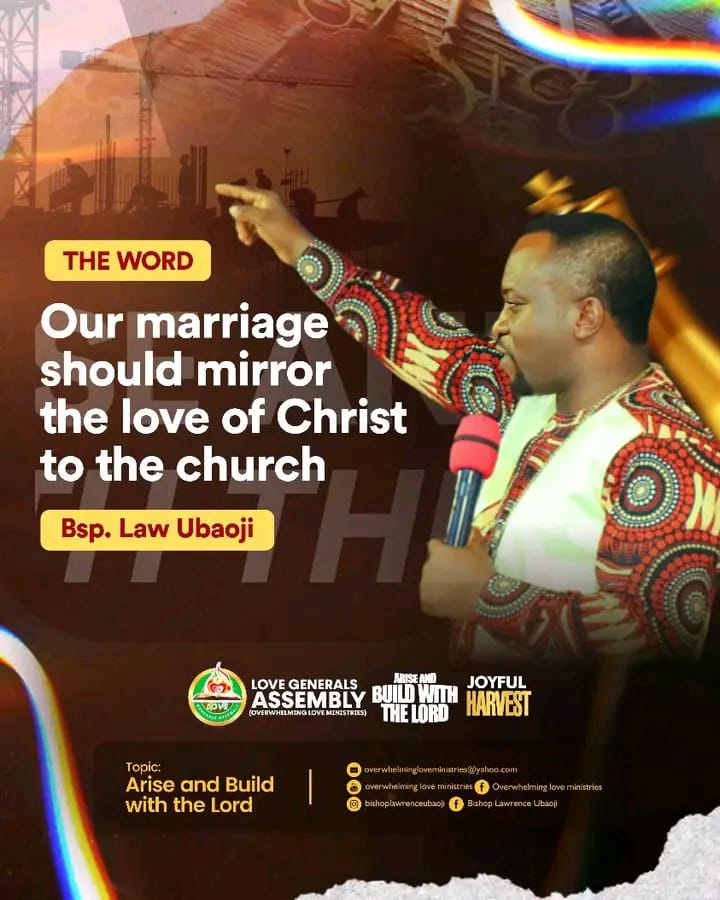 THE WORD
Our marriage
should mirror
the love of Christ
to the church
Bsp. Law Ubaoji
LOVE
LOVE GENERALS
ASSEMBLY
(OVERWHELMING LOVE MINISTRIES)
ARISE AND
BUILD WITH
THE LORD
JOYFUL
HARVEST
Topic:
Arise and Build
with the Lord
overwhelmingloveministries@yahoo.com
overwhelming love ministries Overwhelming love ministries
bishoplawrenceubaoji Bishop Lawrence Ubaoji